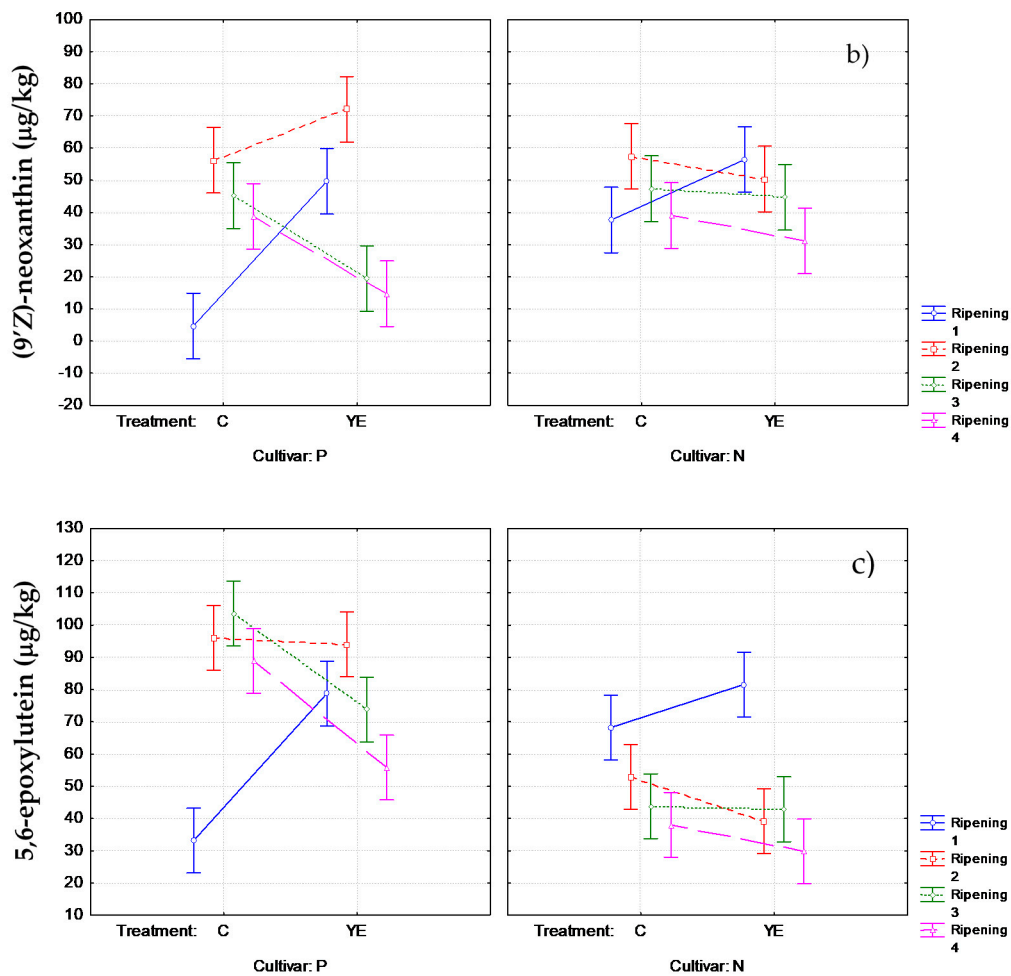 (9′Z)-neoxanthin (µg/kg)
100
90
80
70
60
50
40
30
20
10
0
-10
-20
b)
Treatment: C YE
Cultivar: P
C YE
Cultivar: N
Ripening
1
Ripening
2
Ripening
3
Ripening
4
5,6-epoxylutein (µg/kg)
130
120
110
100
90
80
70
60
50
40
30
20
10
c)
Treatment: C YE
Cultivar: P
Treatment: C YE
Cultivar: N
Ripening
1
Ripening
2
Ripening
3
Ripening
4